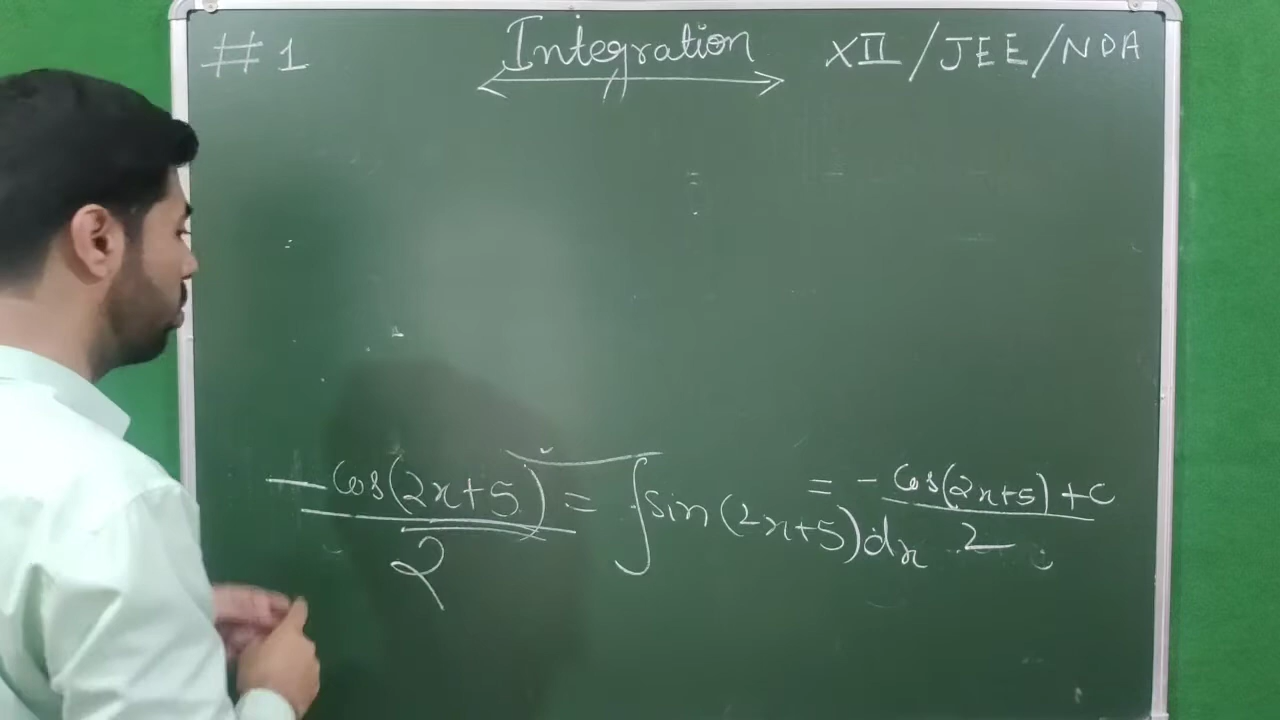 #1 Integration XII/JEE/NDA
-cos(2x+5)/2 = ∫sin(2x+5)dx = -cos(2x+5)/2 + c